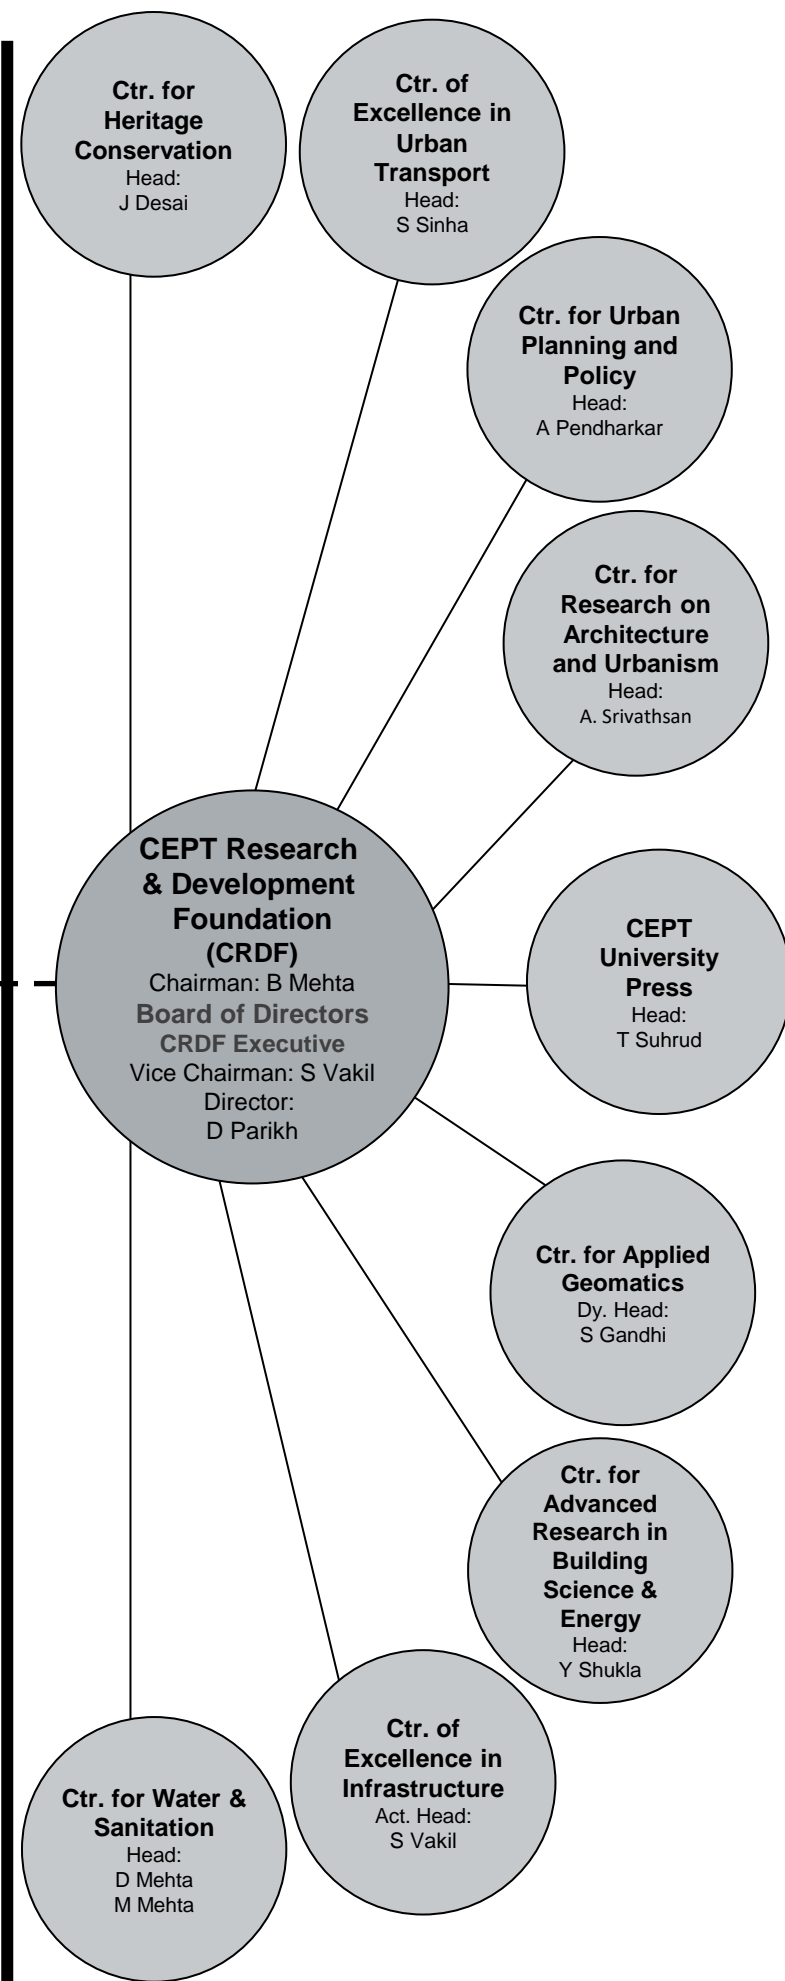 Ctr. for
Heritage
Conservation
Head:
J Desai
Ctr. of
Excellence in
Urban
Transport
Head:
S Sinha
Ctr. for Urban
Planning and
Policy
Head:
A Pendharkar
Ctr. for
Research on
Architecture
and Urbanism
Head:
A. Srivathsan
CEPT Research
& Development
Foundation
(CRDF)
Chairman: B Mehta
Board of Directors
CRDF Executive
Vice Chairman: S Vakil
Director:
D Parikh
CEPT
University
Press
Head:
T Suhrud
Ctr. for Applied
Geomatics
Dy. Head:
S Gandhi
Ctr. for
Advanced
Research in
Building
Science &
Energy
Head:
Y Shukla
Ctr. of
Excellence in
Infrastructure
Act. Head:
S Vakil
Ctr. for Water &
Sanitation
Head:
D Mehta
M Mehta